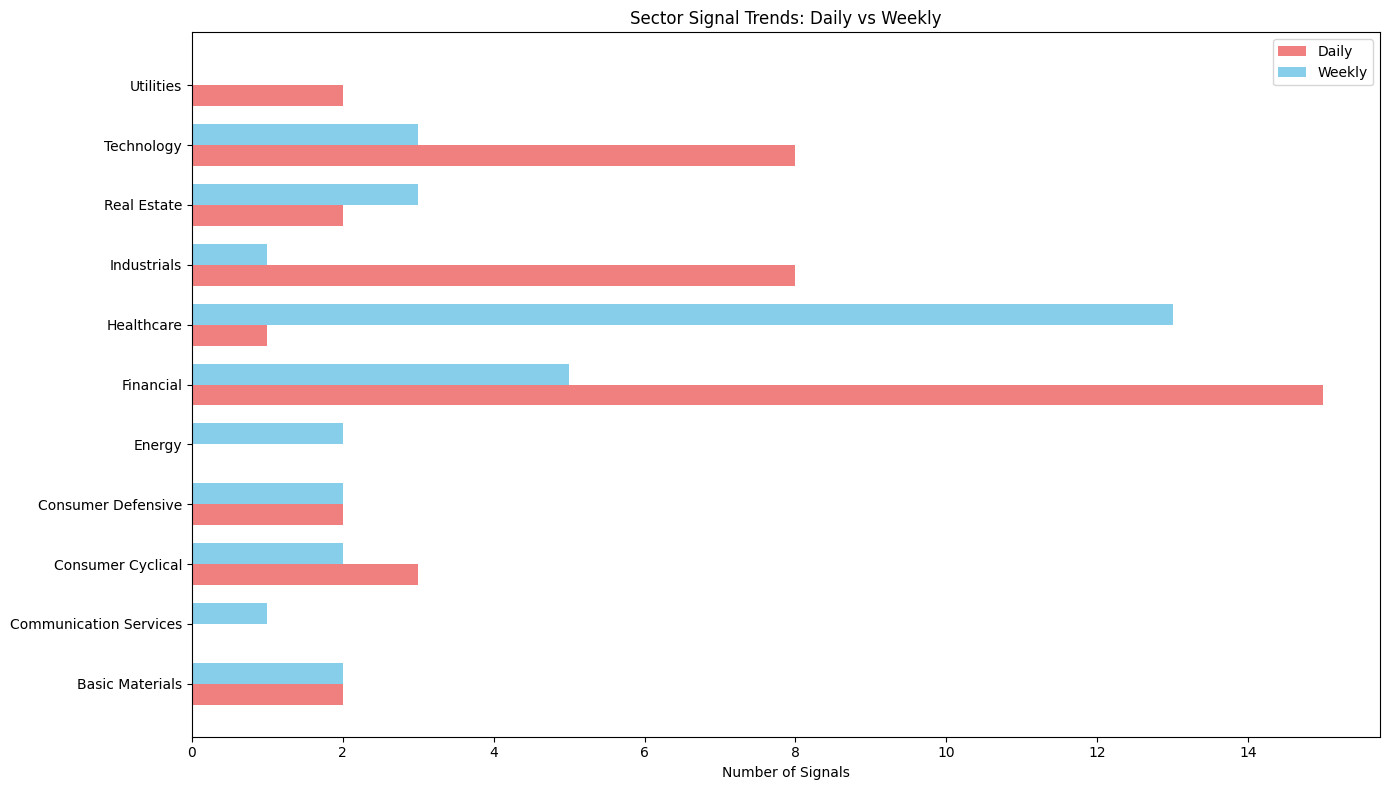 Sector Signal Trends: Daily vs Weekly
Daily
Weekly
Utilities
Technology
Real Estate
Industrials
Healthcare
Financial
Energy
Consumer Defensive
Consumer Cyclical
Communication Services
Basic Materials
0 2 4 6 8 10 12 14
Number of Signals